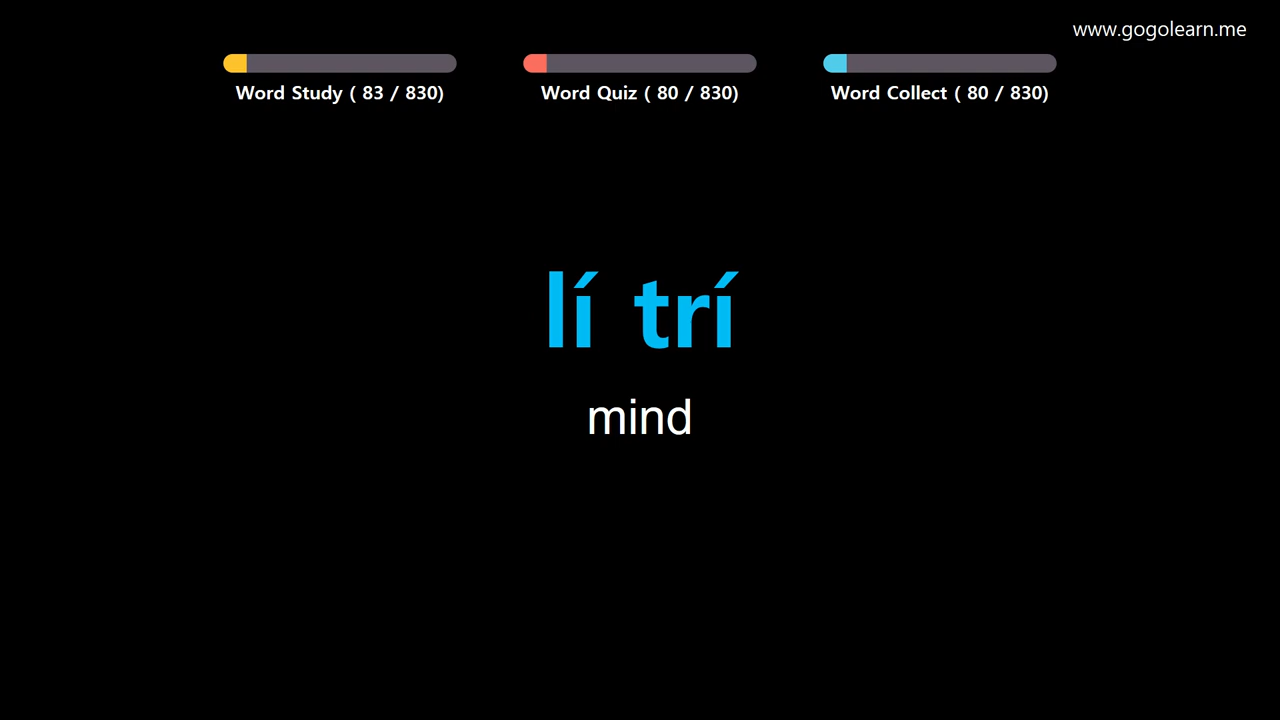 www.gogolearn.me
Word Study ( 83 / 830)
Word Quiz ( 80 / 830)
Word Collect ( 80 / 830)
lí trí
mind